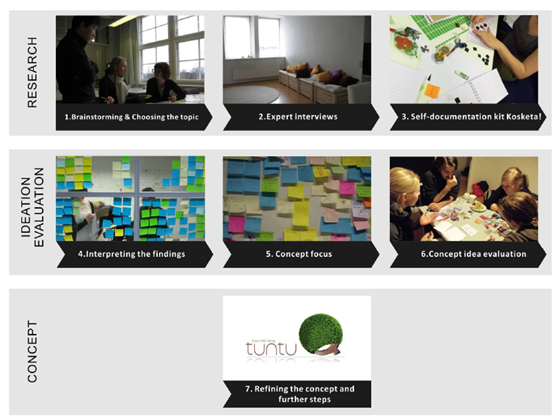 RESEARCH
1.Brainstorming & Choosing the topic
2.Expert interviews
3. Self-documentation kit Kosketa!
IDEATION
EVALUATION
4.Interpreting the findings
5. Concept focus
6.Concept idea evaluation
CONCEPT
tuntu
7. Refining the concept and
further steps